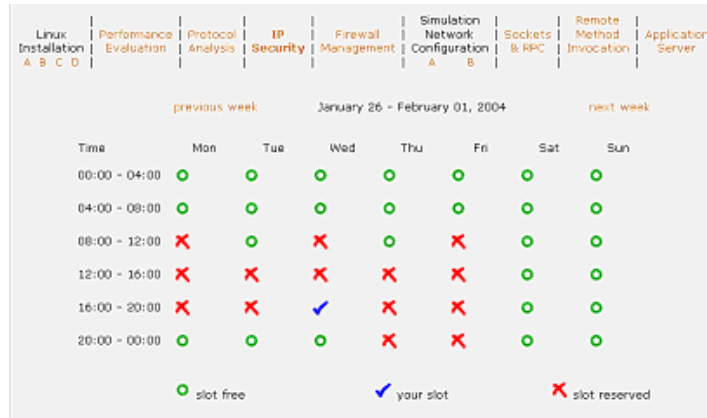 Linux Installation A B C D
Performance Evaluation
Protocol Analysis
IP Security
Firewall Management
Simulation Network Configuration A B
Sockets & RPC
Remote Method Invocation
Application Server
previous week January 26 - February 01, 2004 next week
Time Mon Tue Wed Thu Fri Sat Sun
00:00 - 04:00
04:00 - 08:00
08:00 - 12:00
12:00 - 16:00
16:00 - 20:00
20:00 - 00:00
slot free your slot slot reserved